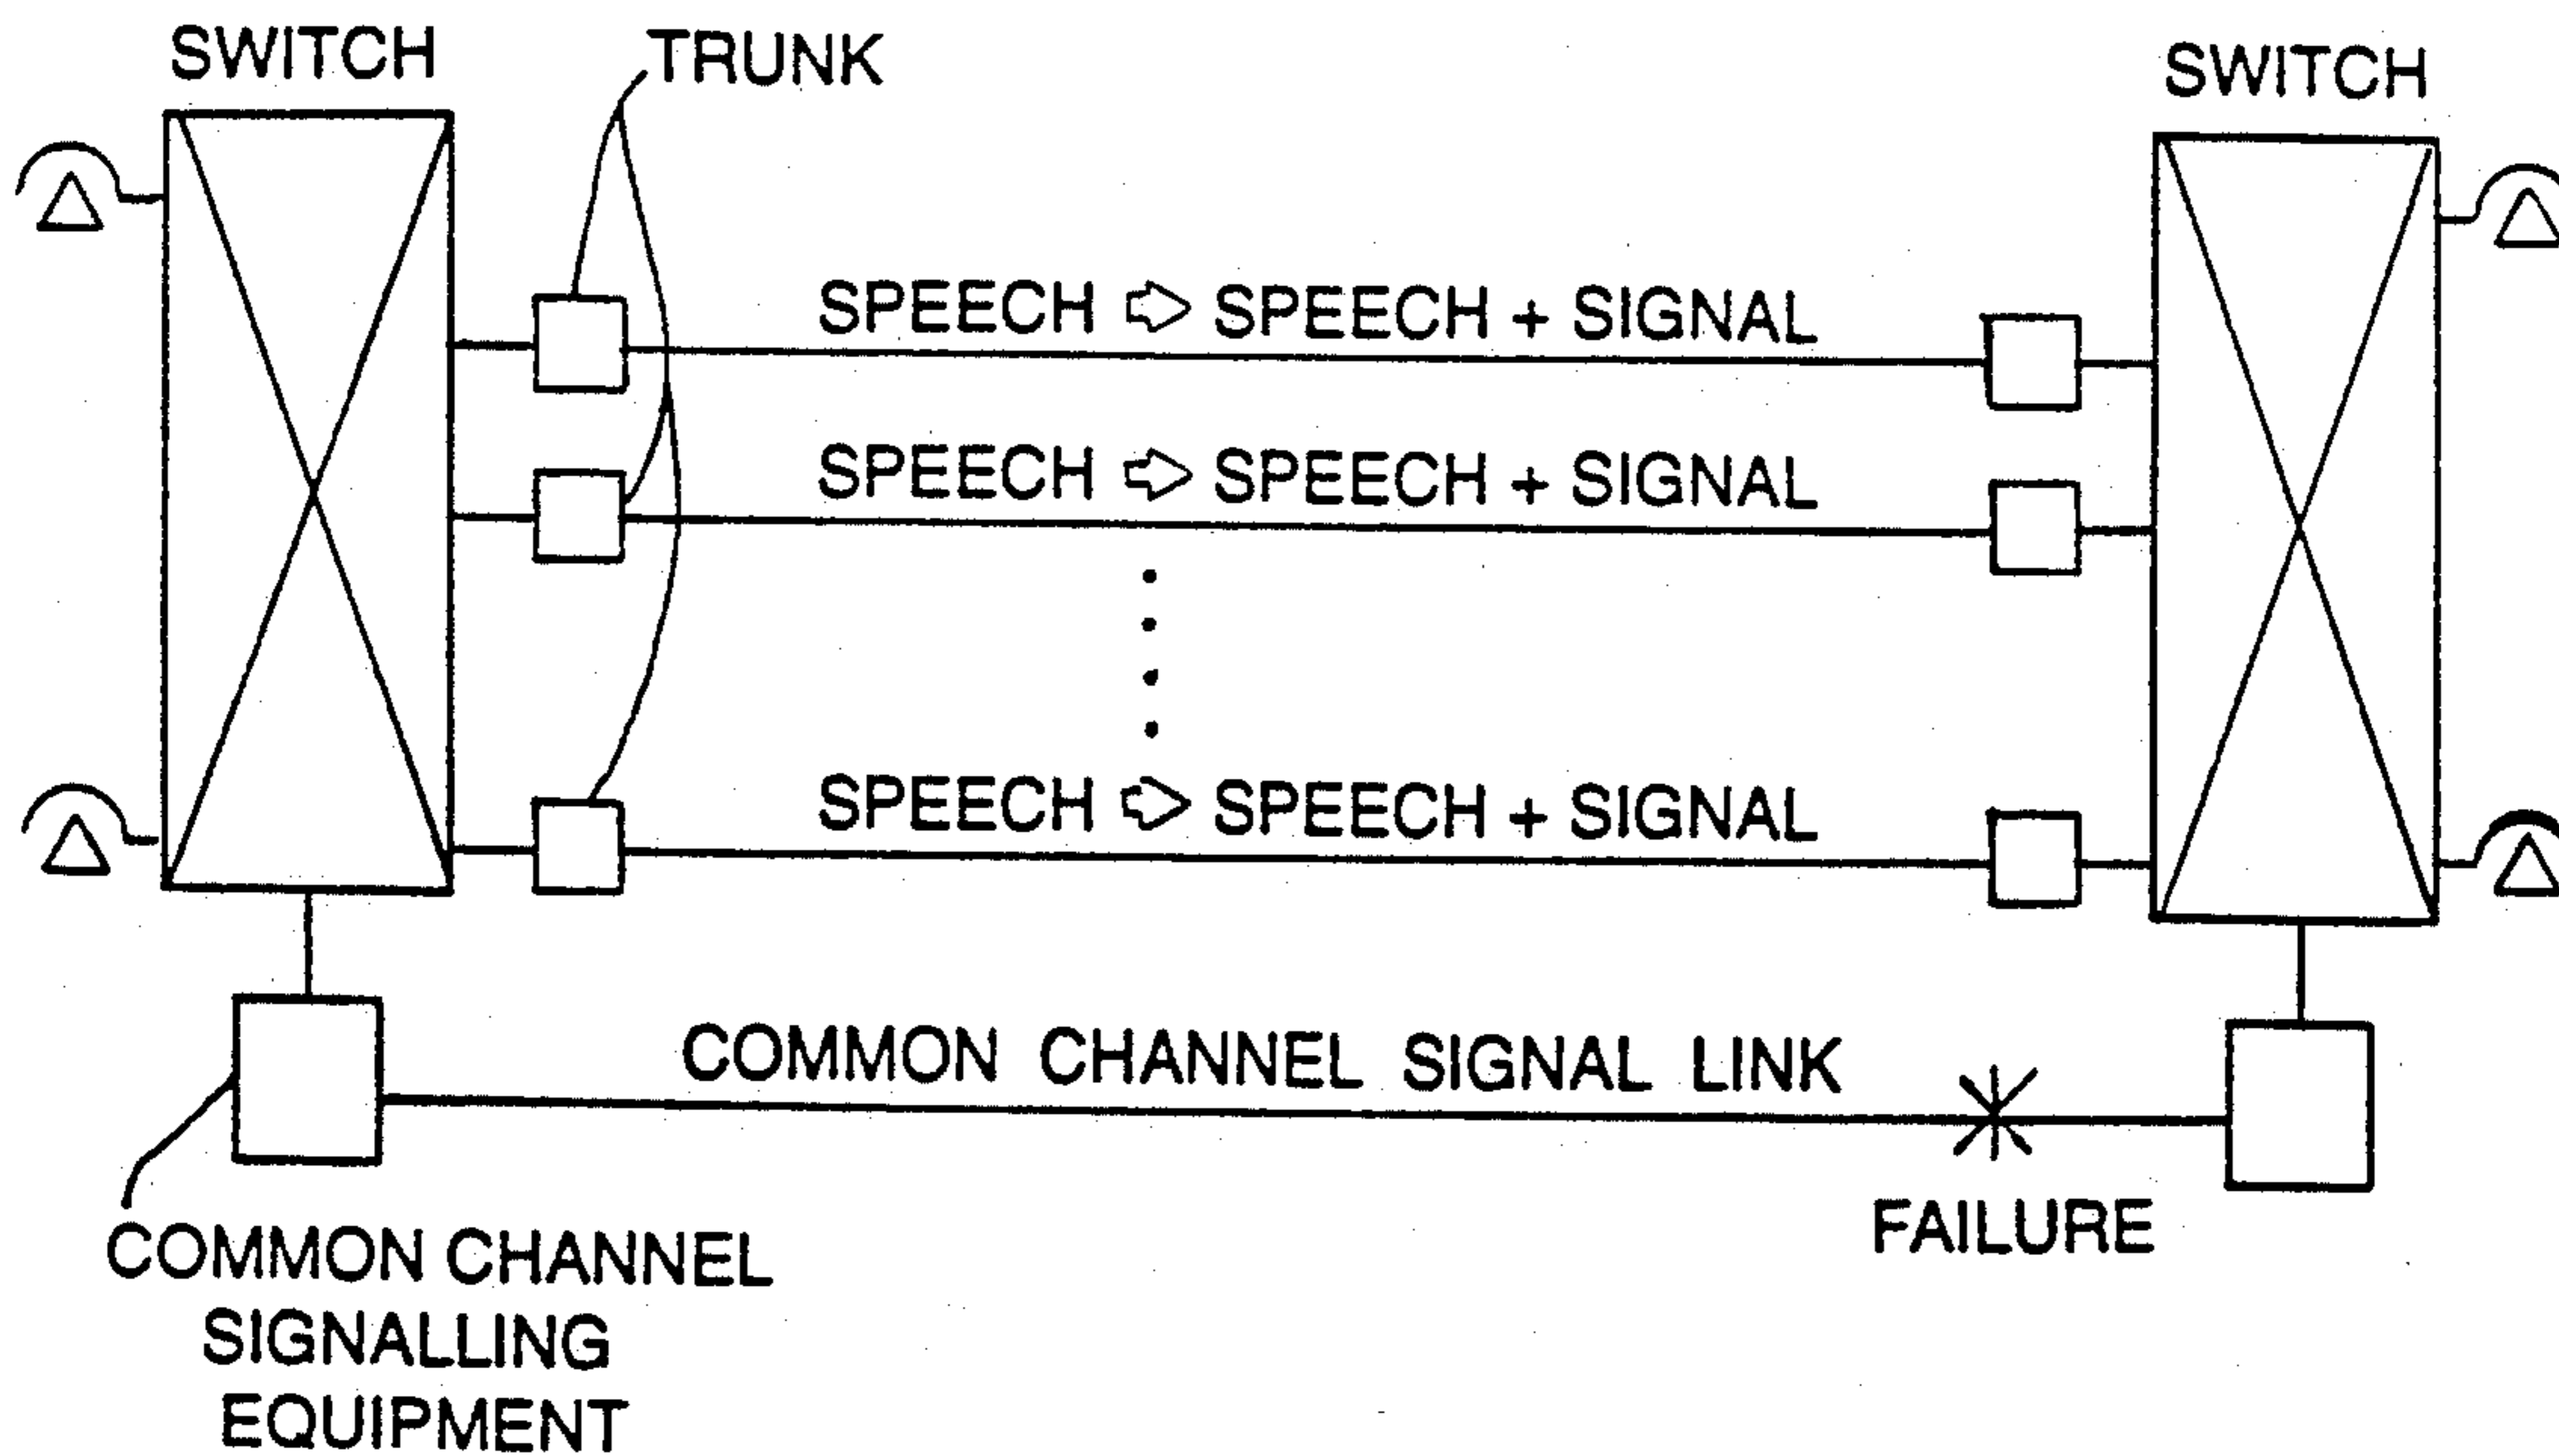 SWITCH
TRUNK
SWITCH
SPEECH ⇨ SPEECH + SIGNAL
SPEECH ⇨ SPEECH + SIGNAL
SPEECH ⇨ SPEECH + SIGNAL
COMMON CHANNEL SIGNAL LINK
FAILURE
COMMON CHANNEL
SIGNALLING
EQUIPMENT